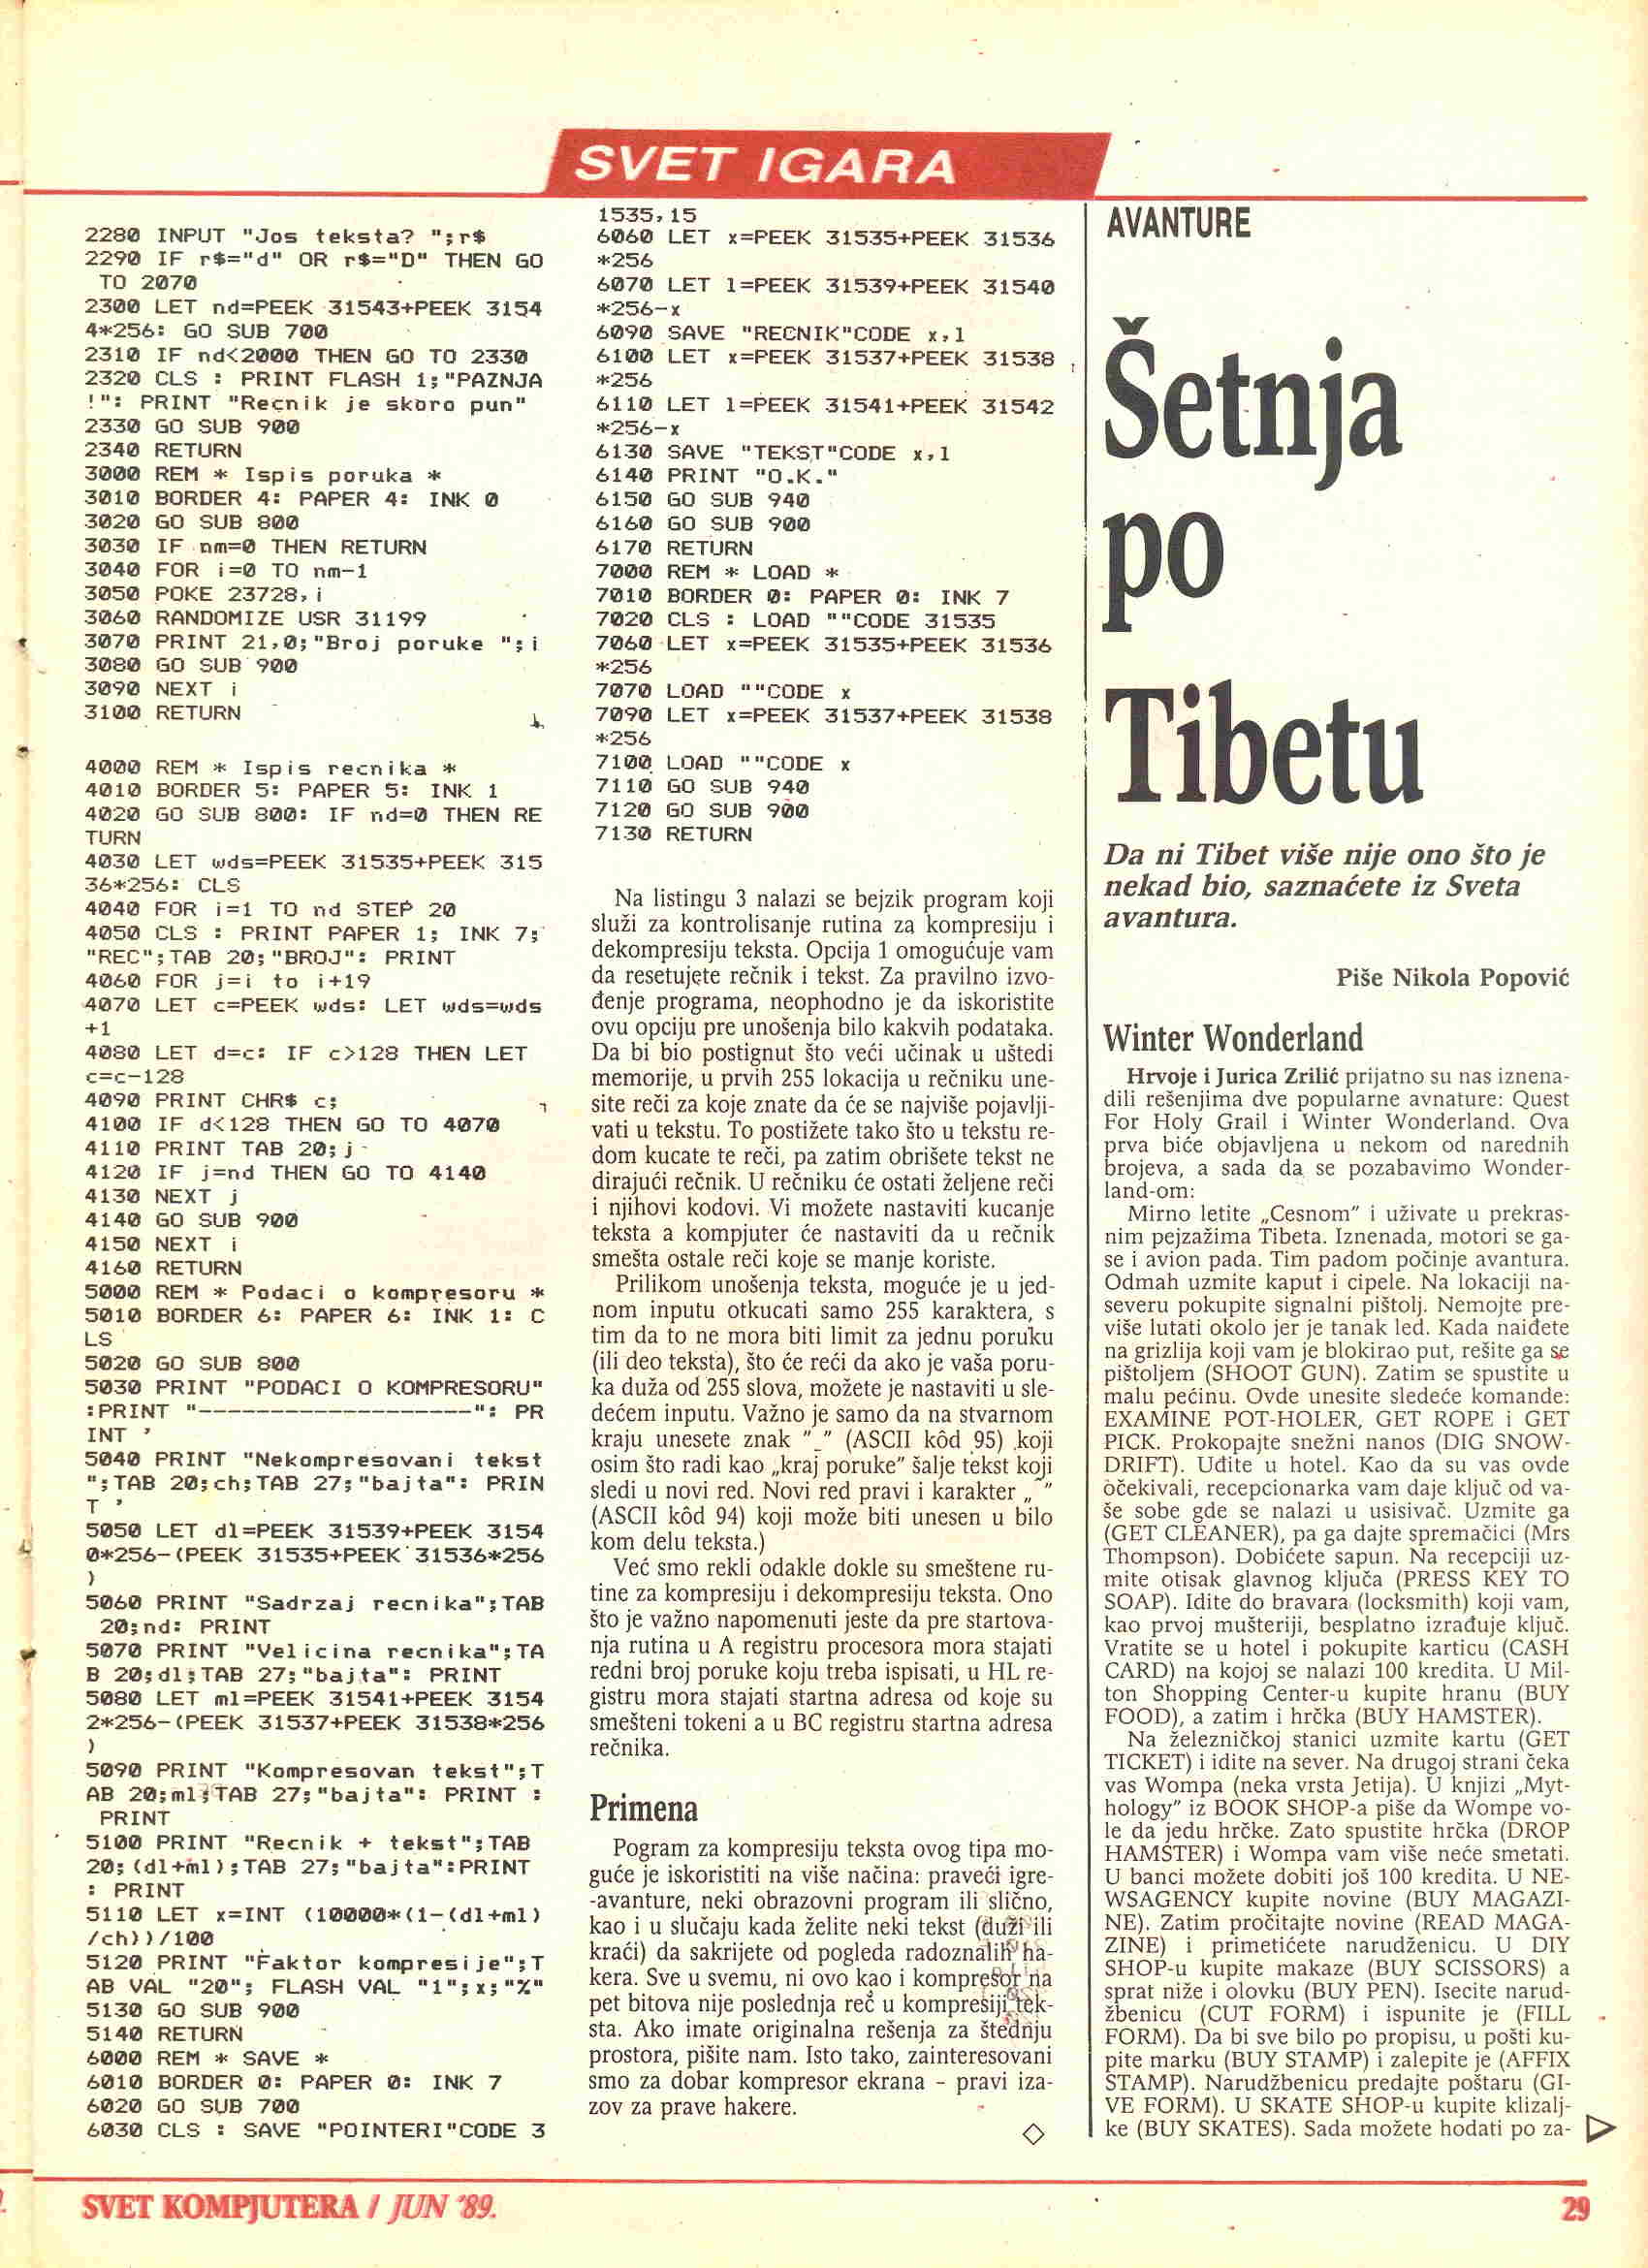 SVET IGARA
2280 INPUT "Jos teksta? ";r$
2290 IF r$="d" OR r$="D" THEN GO
TO 2070
2300 LET nd=PEEK 31543+PEEK 3154
4*256: GO SUB 700
2310 IF nd<2000 THEN GO TO 2330
2320 CLS : PRINT FLASH 1;"PAZNJA
!": PRINT "Recnik je skoro pun"
2330 GO SUB 900
2340 RETURN
3000 REM * Ispis poruka *
3010 BORDER 4: PAPER 4: INK 0
3020 GO SUB 800
3030 IF nm=0 THEN RETURN
3040 FOR i=0 TO nm-1
3050 POKE 23728,i
3060 RANDOMIZE USR 31199
3070 PRINT 21,0;"Broj poruke ";i
3080 GO SUB 900
3090 NEXT i
3100 RETURN
4000 REM * Ispis recnika *
4010 BORDER 5: PAPER 5: INK 1
4020 GO SUB 800: IF nd=0 THEN RE
TURN
4030 LET wds=PEEK 31535+PEEK 315
36*256: CLS
4040 FOR i=1 TO nd STEP 20
4050 CLS : PRINT PAPER 1; INK 7;
"REC";TAB 20;"BROJ": PRINT
4060 FOR j=i to i+19
4070 LET c=PEEK wds: LET wds=wds
+1
4080 LET d=c: IF c>128 THEN LET
c=c-128
4090 PRINT CHR$ c;
4100 IF d<128 THEN GO TO 4070
4110 PRINT TAB 20;j
4120 IF j=nd THEN GO TO 4140
4130 NEXT j
4140 GO SUB 900
4150 NEXT i
4160 RETURN
5000 REM * Podaci o kompresoru *
5010 BORDER 6: PAPER 6: INK 1: C
LS
5020 GO SUB 800
5030 PRINT "PODACI O KOMPRESORU"
:PRINT "-------------------": PR
INT '
5040 PRINT "Nekompresovani tekst
";TAB 20;ch;TAB 27;"bajta": PRIN
T '
5050 LET dl=PEEK 31539+PEEK 3154
0*256-(PEEK 31535+PEEK 31536*256
)
5060 PRINT "Sadrzaj recnika";TAB
20;nd: PRINT
5070 PRINT "Velicina recnika";TA
B 20;dl;TAB 27;"bajta": PRINT
5080 LET ml=PEEK 31541+PEEK 3154
2*256-(PEEK 31537+PEEK 31538*256
)
5090 PRINT "Kompresovan tekst";T
AB 20;ml;TAB 27;"bajta": PRINT :
PRINT
5100 PRINT "Recnik + tekst";TAB
20;(dl+ml);TAB 27;"bajta":PRINT
: PRINT
5110 LET x=INT (10000*(1-(dl+ml)
/ch))/100
5120 PRINT "Faktor kompresije";T
AB VAL "20"; FLASH VAL "1";x;"%"
5130 GO SUB 900
5140 RETURN
6000 REM * SAVE *
6010 BORDER 0: PAPER 0: INK 7
6020 GO SUB 700
6030 CLS : SAVE "POINTERI"CODE 3
1535,15
6060 LET x=PEEK 31535+PEEK 31536
*256
6070 LET l=PEEK 31539+PEEK 31540
*256-x
6090 SAVE "RECNIK"CODE x,l
6100 LET x=PEEK 31537+PEEK 31538
*256
6110 LET l=PEEK 31541+PEEK 31542
*256-x
6130 SAVE "TEKST"CODE x,l
6140 PRINT "O.K."
6150 GO SUB 940
6160 GO SUB 900
6170 RETURN
7000 REM * LOAD *
7010 BORDER 0: PAPER 0: INK 7
7020 CLS : LOAD ""CODE 31535
7060 LET x=PEEK 31535+PEEK 31536
*256
7070 LOAD ""CODE x
7090 LET x=PEEK 31537+PEEK 31538
*256
7100 LOAD ""CODE x
7110 GO SUB 940
7120 GO SUB 900
7130 RETURN
Na listingu 3 nalazi se bejzik program koji
služi za kontrolisanje rutina za kompresiju i
dekompresiju teksta. Opcija 1 omogućuje vam
da resetujete rečnik i tekst. Za pravilno izvo-
đenje programa, neophodno je da iskoristite
ovu opciju pre unošenja bilo kakvih podataka.
Da bi bio postignut što veći učinak u uštedi
memorije, u prvih 255 lokacija u rečniku une-
site reči za koje znate da će se najviše pojavlji-
vati u tekstu. To postižete tako što u tekstu re-
dom kucate te reči, pa zatim obrišete tekst ne
dirajući rečnik. U rečniku će ostati željene reči
i njihovi kodovi. Vi možete nastaviti kucanje
teksta a kompjuter će nastaviti da u rečnik
smešta ostale reči koje se manje koriste.
Prilikom unošenja teksta, moguće je u jed-
nom inputu otkucati samo 255 karaktera, s
tim da to ne mora biti limit za jednu poruku
(ili deo teksta), što će reći da ako je vaša poru-
ka duža od 255 slova, možete je nastaviti u sle-
dećem inputu. Važno je samo da na stvarnom
kraju unesete znak "_" (ASCII kôd 95) koji
osim što radi kao „kraj poruke" šalje tekst koji
sledi u novi red. Novi red pravi i karakter „ "
(ASCII kôd 94) koji može biti unesen u bilo
kom delu teksta.)
Već smo rekli odakle dokle su smeštene ru-
tine za kompresiju i dekompresiju teksta. Ono
što je važno napomenuti jeste da pre startova-
nja rutina u A registru procesora mora stajati
redni broj poruke koju treba ispisati, u HL re-
gistru mora stajati startna adresa od koje su
smešteni tokeni a u BC registru startna adresa
rečnika.
Primena
Pogram za kompresiju teksta ovog tipa mo-
guće je iskoristiti na više načina: praveći igre-
-avanture, neki obrazovni program ili slično,
kao i u slučaju kada želite neki tekst (duži ili
kraći) da sakrijete od pogleda radoznalih ha-
kera. Sve u svemu, ni ovo kao i kompresor na
pet bitova nije poslednja reč u kompresiji tek-
sta. Ako imate originalna rešenja za štednju
prostora, pišite nam. Isto tako, zainteresovani
smo za dobar kompresor ekrana – pravi iza-
zov za prave hakere.
AVANTURE
Šetnja
po
Tibetu
Da ni Tibet više nije ono što je
nekad bio, saznaćete iz Sveta
avantura.
Piše Nikola Popović
Winter Wonderland
Hrvoje i Jurica Zrilić prijatno su nas iznena-
dili rešenjima dve popularne avnature: Quest
For Holy Grail i Winter Wonderland. Ova
prva biće objavljena u nekom od narednih
brojeva, a sada da se pozabavimo Wonder-
land-om:
Mirno letite „Cesnom" i uživate u prekras-
nim pejzažima Tibeta. Iznenada, motori se ga-
se i avion pada. Tim padom počinje avantura.
Odmah uzmite kaput i cipele. Na lokaciji na-
severu pokupite signalni pištolj. Nemojte pre-
više lutati okolo jer je tanak led. Kada naiđete
na grizlija koji vam je blokirao put, rešite ga se
pištoljem (SHOOT GUN). Zatim se spustite u
malu pećinu. Ovde unesite sledeće komande:
EXAMINE POT-HOLER, GET ROPE i GET
PICK. Prokopajte snežni nanos (DIG SNOW-
DRIFT). Uđite u hotel. Kao da su vas ovde
očekivali, recepcionarka vam daje ključ od va-
še sobe gde se nalazi u usisivač. Uzmite ga
(GET CLEANER), pa ga dajte spremačici (Mrs
Thompson). Dobićete sapun. Na recepciji uz-
mite otisak glavnog ključa (PRESS KEY TO
SOAP). Idite do bravara (locksmith) koji vam,
kao prvoj mušteriji, besplatno izrađuje ključ.
Vratite se u hotel i pokupite karticu (CASH
CARD) na kojoj se nalazi 100 kredita. U Mil-
ton Shopping Center-u kupite hranu (BUY
FOOD), a zatim i hrčka (BUY HAMSTER).
Na železničkoj stanici uzmite kartu (GET
TICKET) i idite na sever. Na drugoj strani čeka
vas Wompa (neka vrsta Jetija). U knjizi „Myt-
hology" iz BOOK SHOP-a piše da Wompe vo-
le da jedu hrčke. Zato spustite hrčka (DROP
HAMSTER) i Wompa vam više neće smetati.
U banci možete dobiti još 100 kredita. U NE-
WSAGENCY kupite novine (BUY MAGAZI-
NE). Zatim pročitajte novine (READ MAGA-
ZINE) i primetićete narudženicu. U DIY
SHOP-u kupite makaze (BUY SCISSORS) a
sprat niže i olovku (BUY PEN). Isecite narud-
žbenicu (CUT FORM) i ispunite je (FILL
FORM). Da bi sve bilo po propisu, u pošti ku-
pite marku (BUY STAMP) i zalepite je (AFFIX
STAMP). Narudžbenicu predajte poštaru (GI-
VE FORM). U SKATE SHOP-u kupite klizalj-
ke (BUY SKATES). Sada možete hodati po za-
SVET KOMPJUTERA / JUN '89.
29